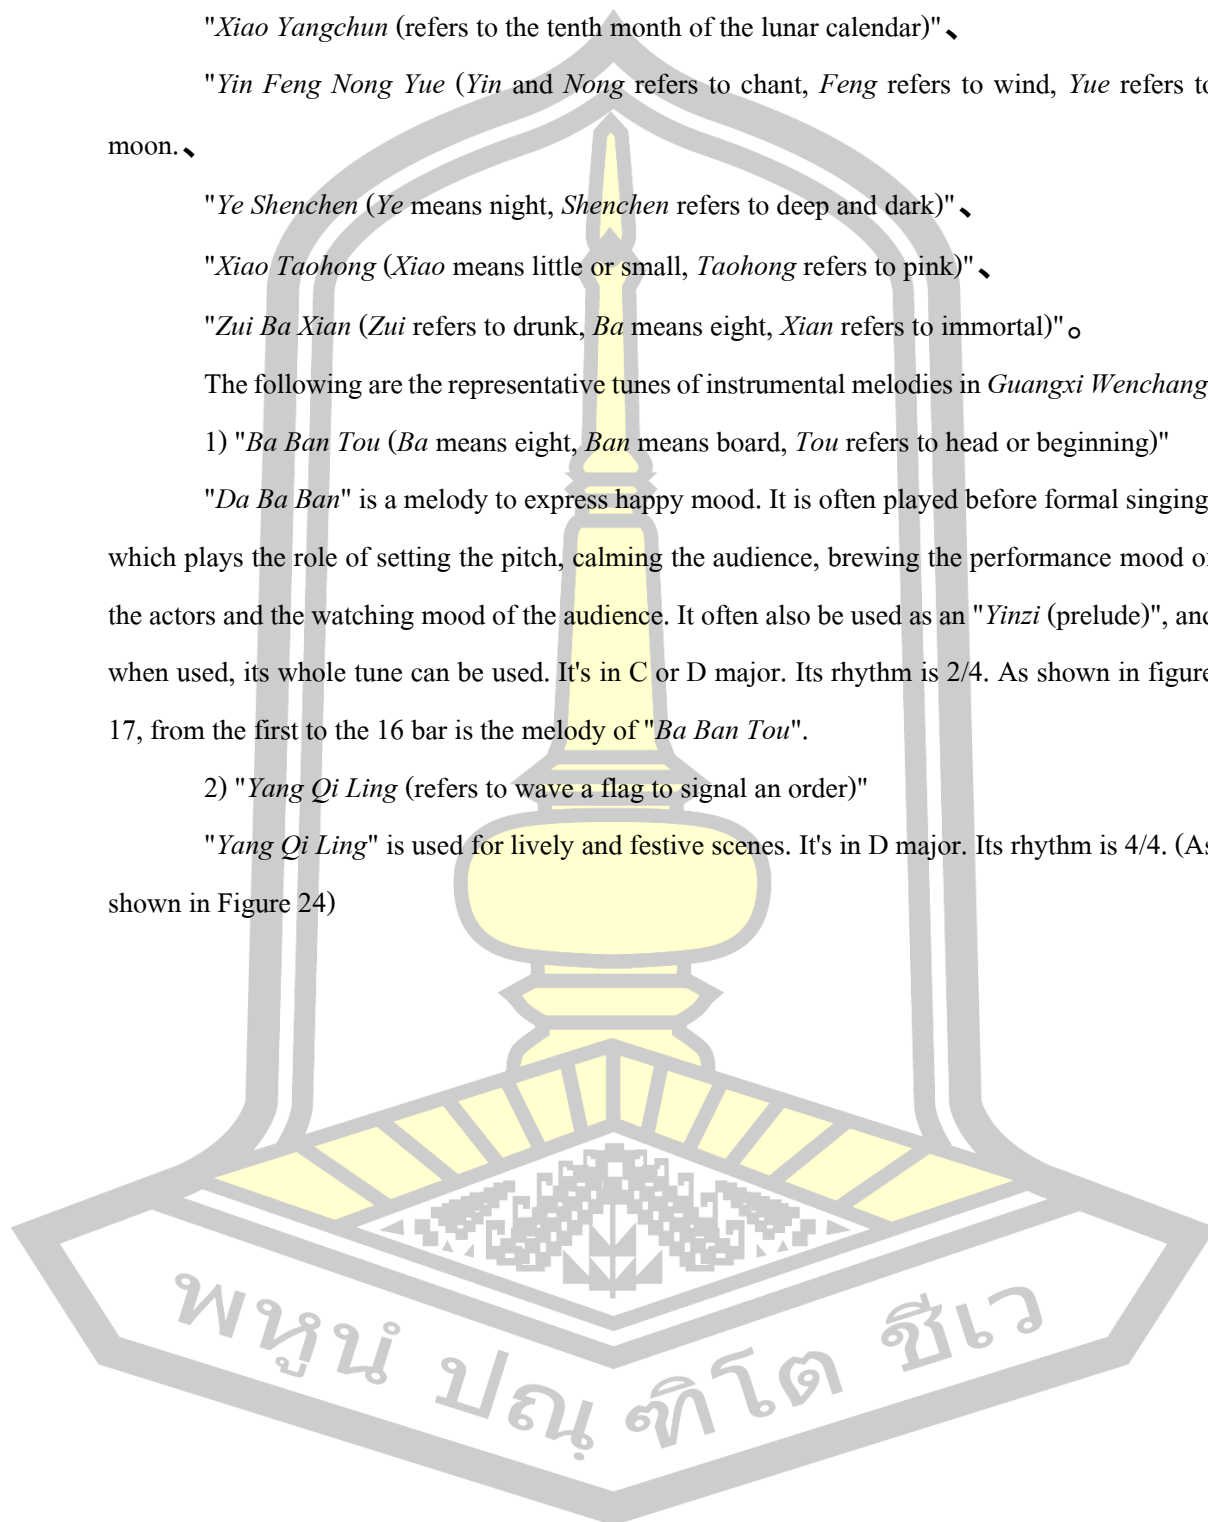 "Xiao Yangchun (refers to the tenth month of the lunar calendar)"、
"Yin Feng Nong Yue (Yin and Nong refers to chant, Feng refers to wind, Yue refers to
moon.、
"Ye Shenchen (Ye means night, Shenchen refers to deep and dark)"、
"Xiao Taohong (Xiao means little or small, Taohong refers to pink)"、
"Zui Ba Xian (Zui refers to drunk, Ba means eight, Xian refers to immortal)"。
The following are the representative tunes of instrumental melodies in Guangxi Wenchang
1) "Ba Ban Tou (Ba means eight, Ban means board, Tou refers to head or beginning)"
"Da Ba Ban" is a melody to express happy mood. It is often played before formal singing
which plays the role of setting the pitch, calming the audience, brewing the performance mood of
the actors and the watching mood of the audience. It often also be used as an "Yinzi (prelude)", and
when used, its whole tune can be used. It's in C or D major. Its rhythm is 2/4. As shown in figure
17, from the first to the 16 bar is the melody of "Ba Ban Tou".
2) "Yang Qi Ling (refers to wave a flag to signal an order)"
"Yang Qi Ling" is used for lively and festive scenes. It's in D major. Its rhythm is 4/4. (As
shown in Figure 24)
พหูนํ ปณฺฑิโต ชีเว